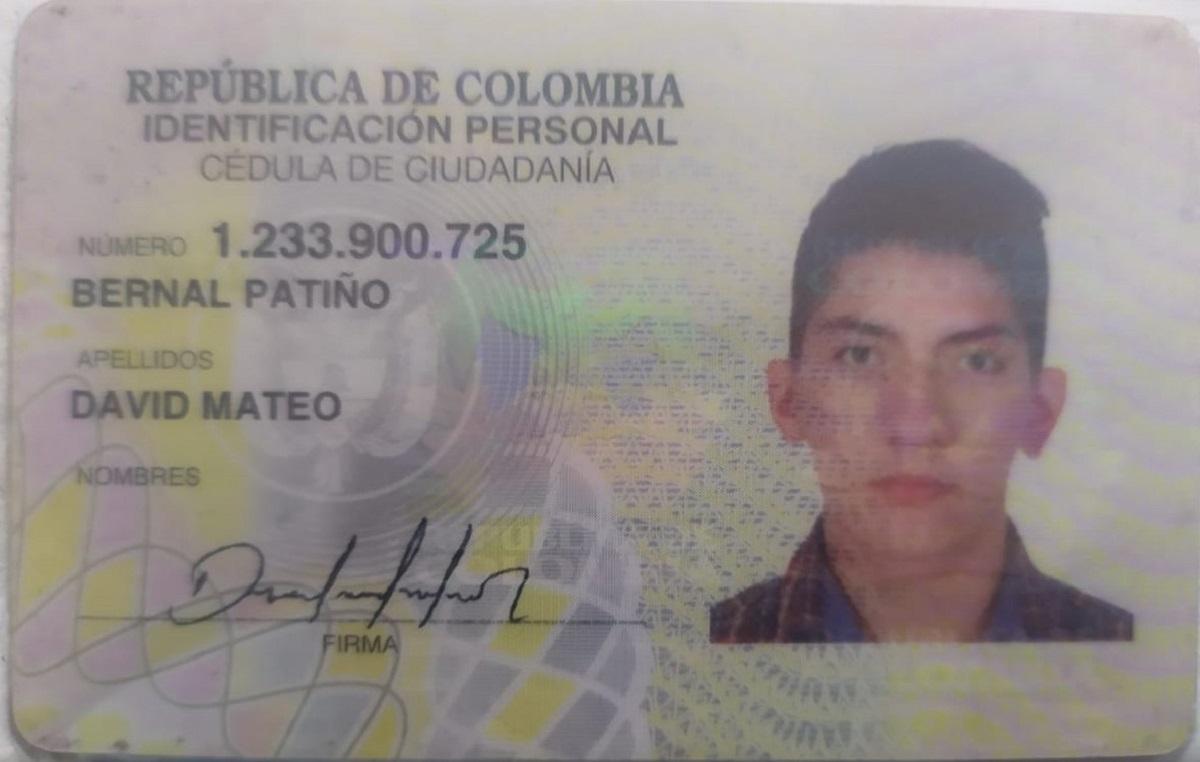 REPÚBLICA DE COLOMBIA
IDENTIFICACIÓN PERSONAL
CÉDULA DE CIUDADANÍA
NÚMERO 1.233.900.725
BERNAL PATIÑO
APELLIDOS
DAVID MATEO
NOMBRES
FIRMA